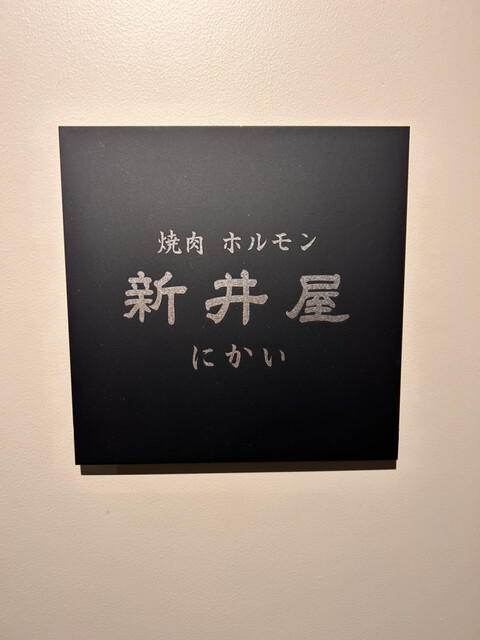 焼肉 ホルモン
新井屋
にかい